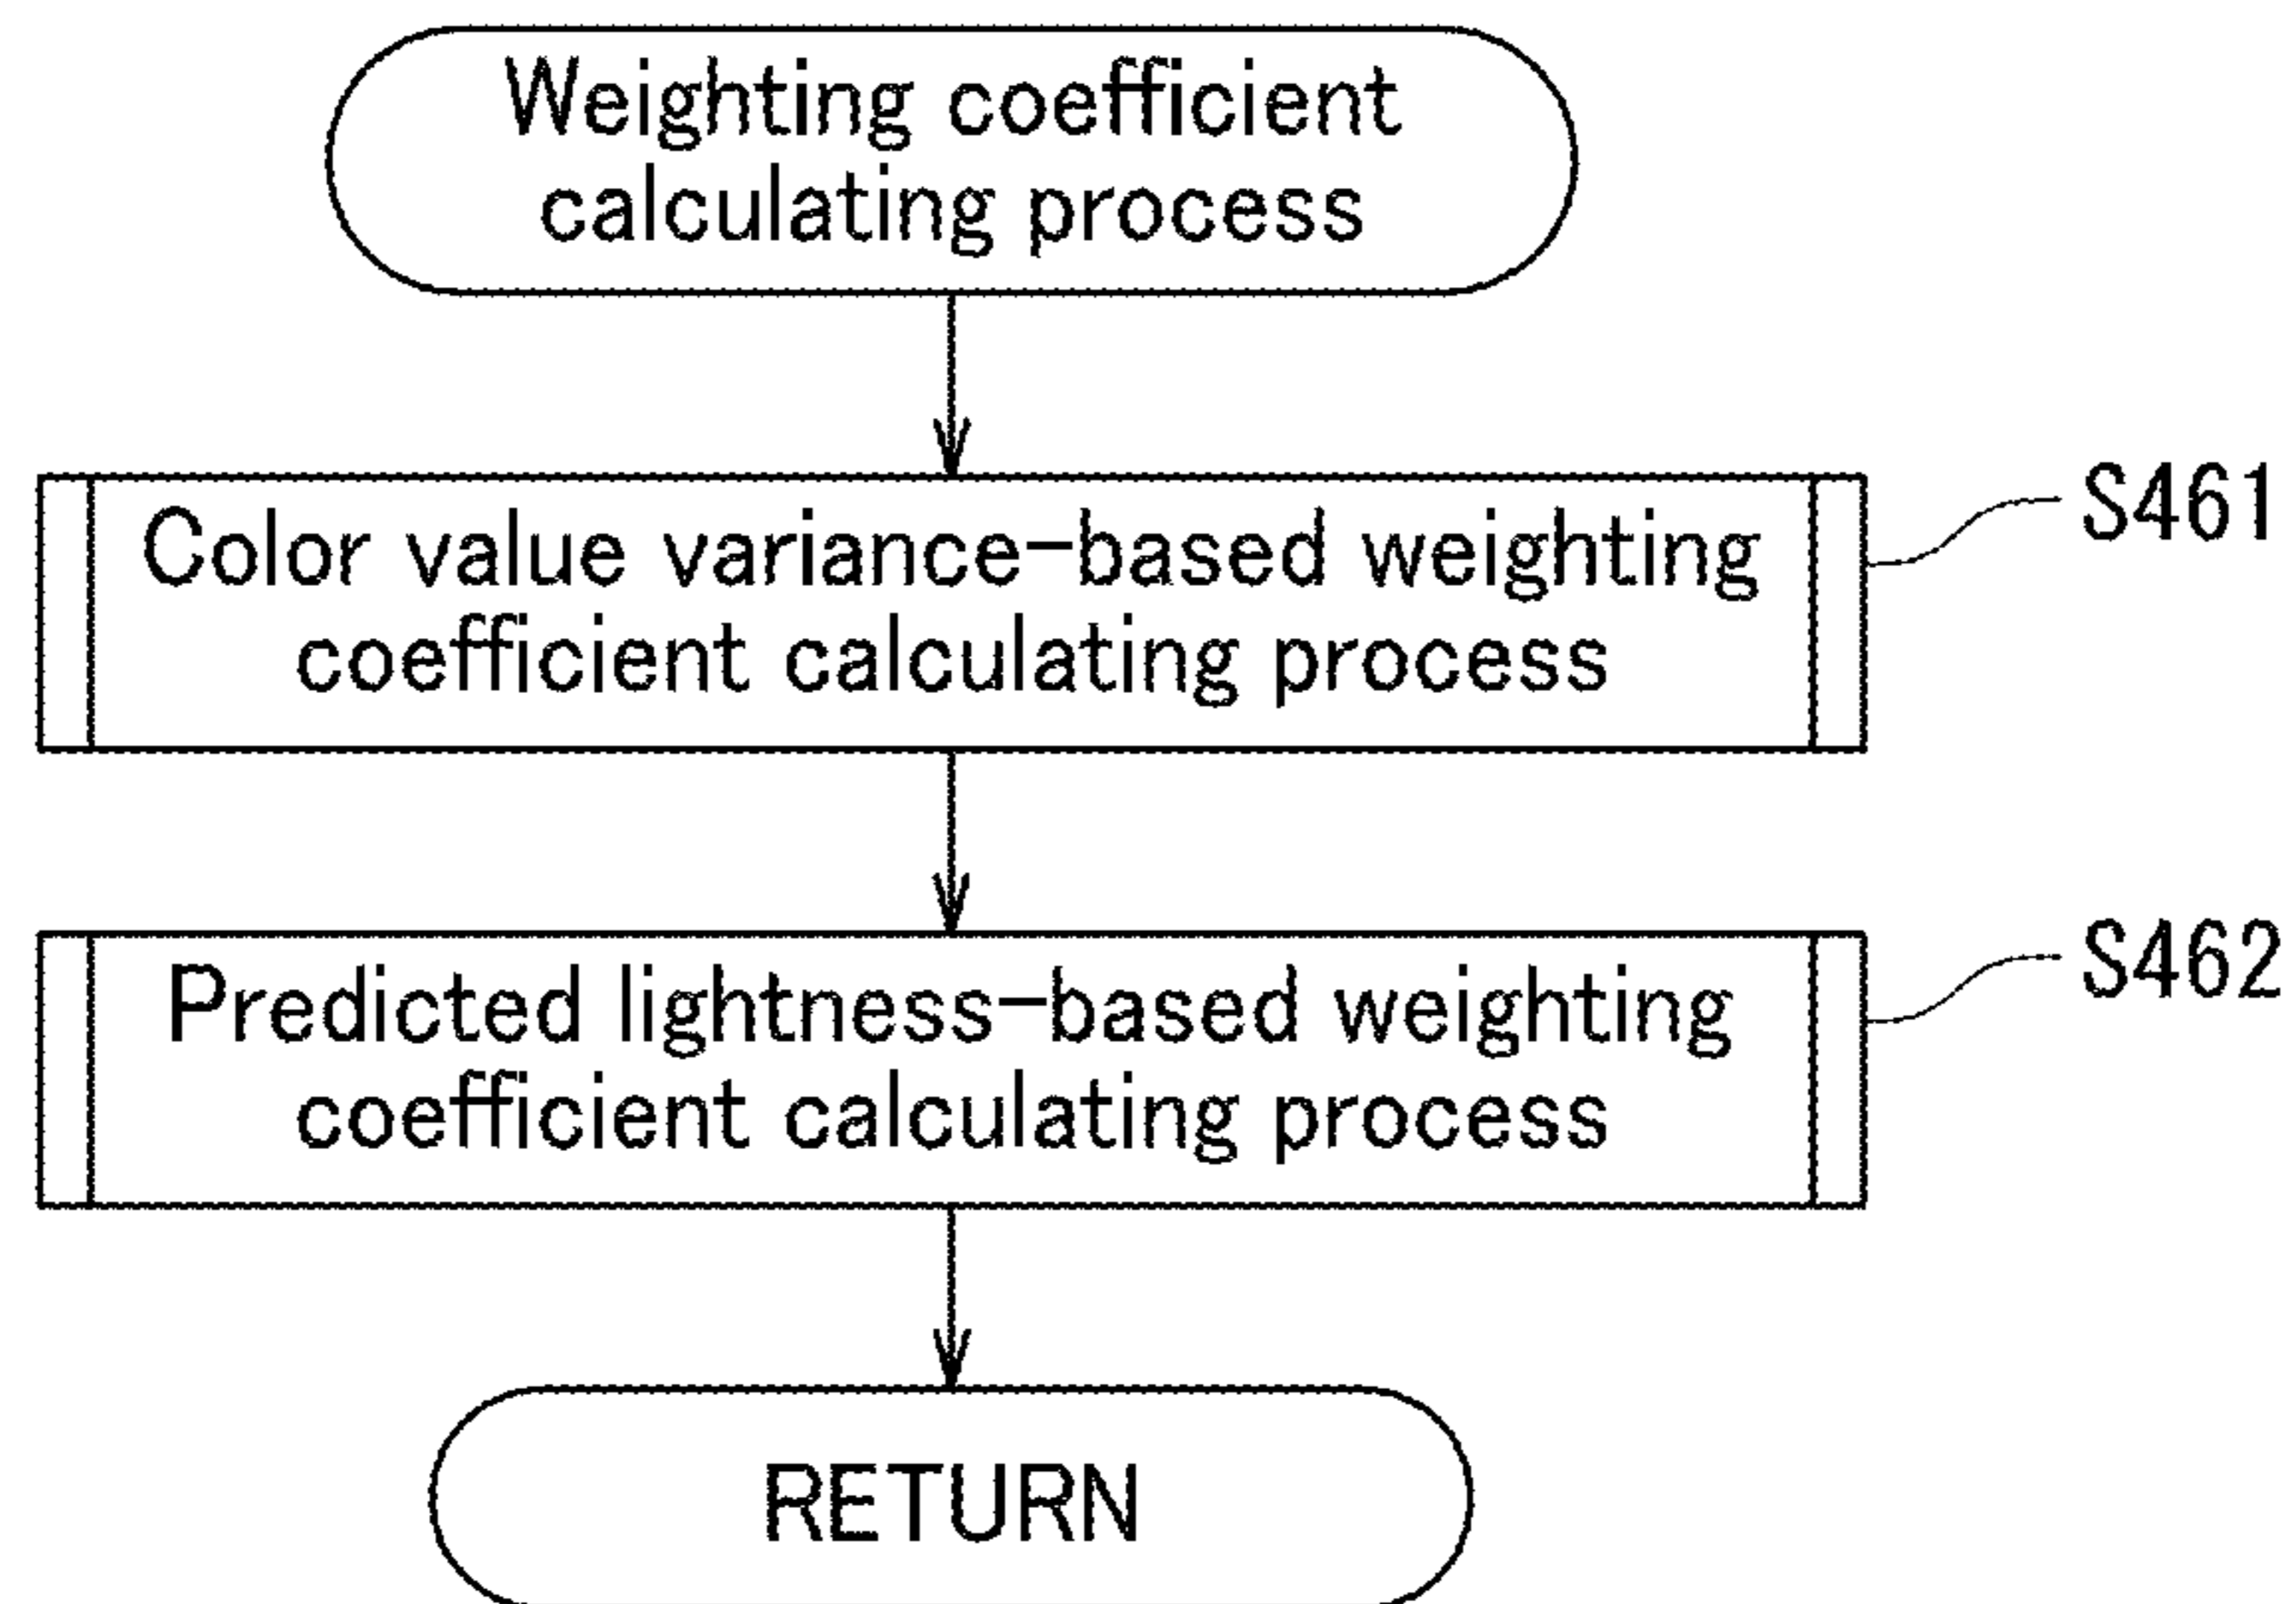 Weighting coefficient
calculating process
Color value variance-based weighting
coefficient calculating process
S461
Predicted lightness-based weighting
coefficient calculating process
S462
RETURN